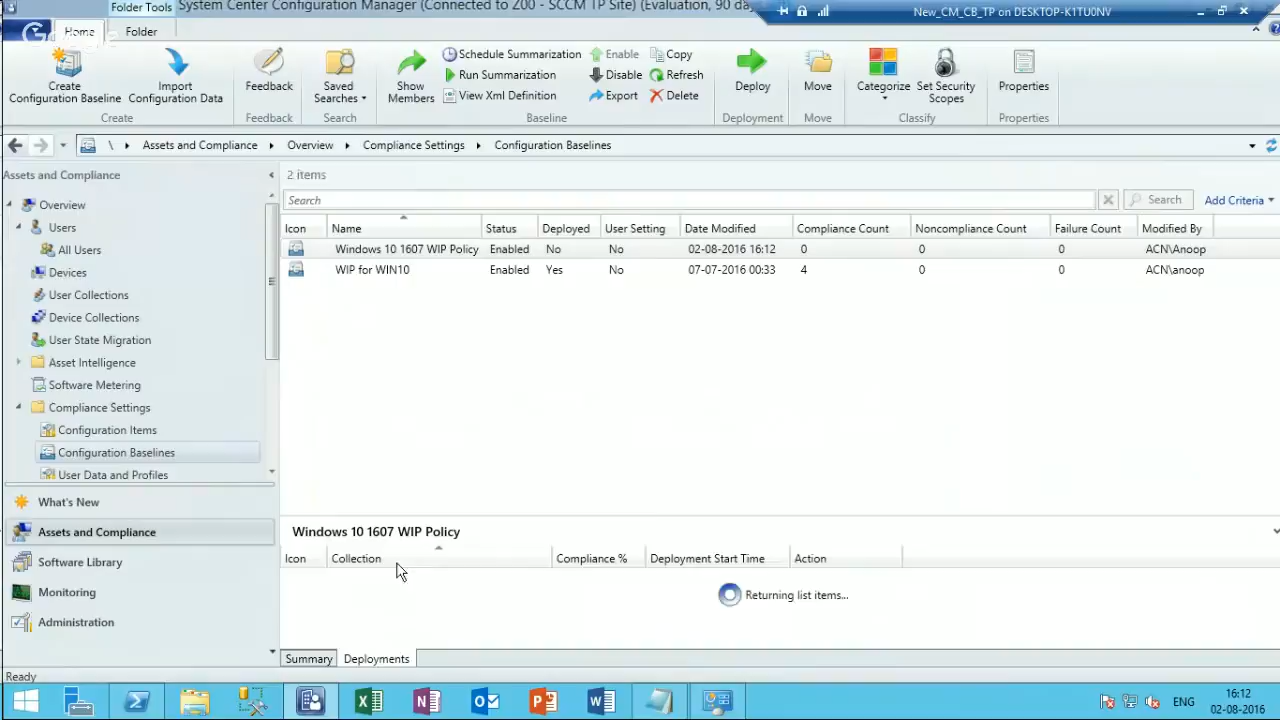 Folder Tools System Center Configuration Manager (Connected to Z00 - SCCM TP Site) (Evaluation, 90 day New_CM_CB_TP on DESKTOP-K1TU0NV
Home Folder
Create Configuration Baseline
Import Configuration Data
Create
Feedback
Feedback
Saved Searches
Search
Show Members
Schedule Summarization
Run Summarization
View Xml Definition
Enable
Disable
Export
Copy
Refresh
Delete
Baseline
Deploy
Deployment
Move
Move
Categorize
Set Security Scopes
Classify
Properties
Properties
\ Assets and Compliance Overview Compliance Settings Configuration Baselines
Assets and Compliance
Overview
Users
All Users
Devices
User Collections
Device Collections
User State Migration
Asset Intelligence
Software Metering
Compliance Settings
Configuration Items
Configuration Baselines
User Data and Profiles
What's New
Assets and Compliance
Software Library
Monitoring
Administration
2 items
Search Search Add Criteria
Icon Name Status Deployed User Setting Date Modified Compliance Count Noncompliance Count Failure Count Modified By
Windows 10 1607 WIP Policy Enabled No No 02-08-2016 16:12 0 0 0 ACN\Anoop
WIP for WIN10 Enabled Yes No 07-07-2016 00:33 4 0 0 ACN\anoop
Windows 10 1607 WIP Policy
Icon Collection Compliance % Deployment Start Time Action
Returning list items...
Summary Deployments
Ready
ENG 16:12
02-08-2016